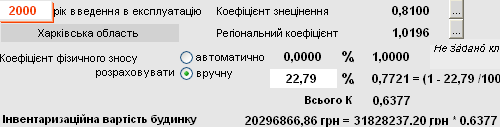 2000 рік введення в експлуатацію Коефіцієнт знецінення 0,8100 ...
Харківська область Регіональний коефіцієнт 1,0196 ...
Не задано кл
Коефіцієнт фізичного зносу автоматично 0,0000 % 1,0000
розраховувати вручну 22,79 % 0,7721 = (1 - 22,79 /100
Всього К 0,6377
Інвентаризаційна вартість будинку 20296866,86 грн = 31828237.20 грн * 0.6377